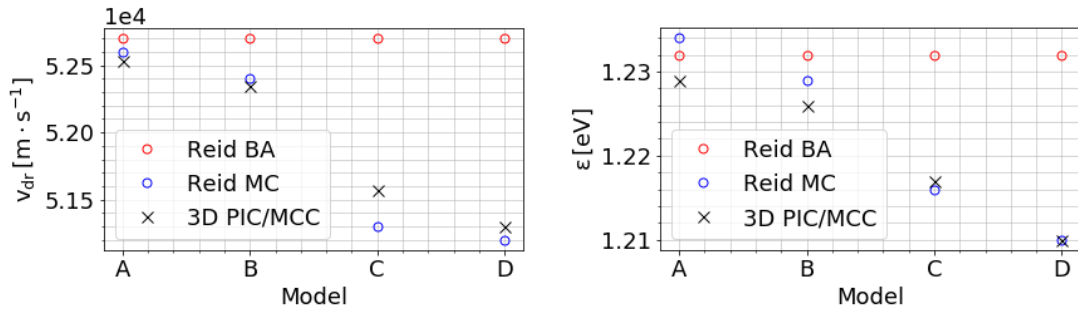 1e4
v_dr [m · s⁻¹]
5.25
5.20
5.15
Reid BA
Reid MC
3D PIC/MCC
A B C D
Model
ε [eV]
1.23
1.22
1.21
Reid BA
Reid MC
3D PIC/MCC
A B C D
Model